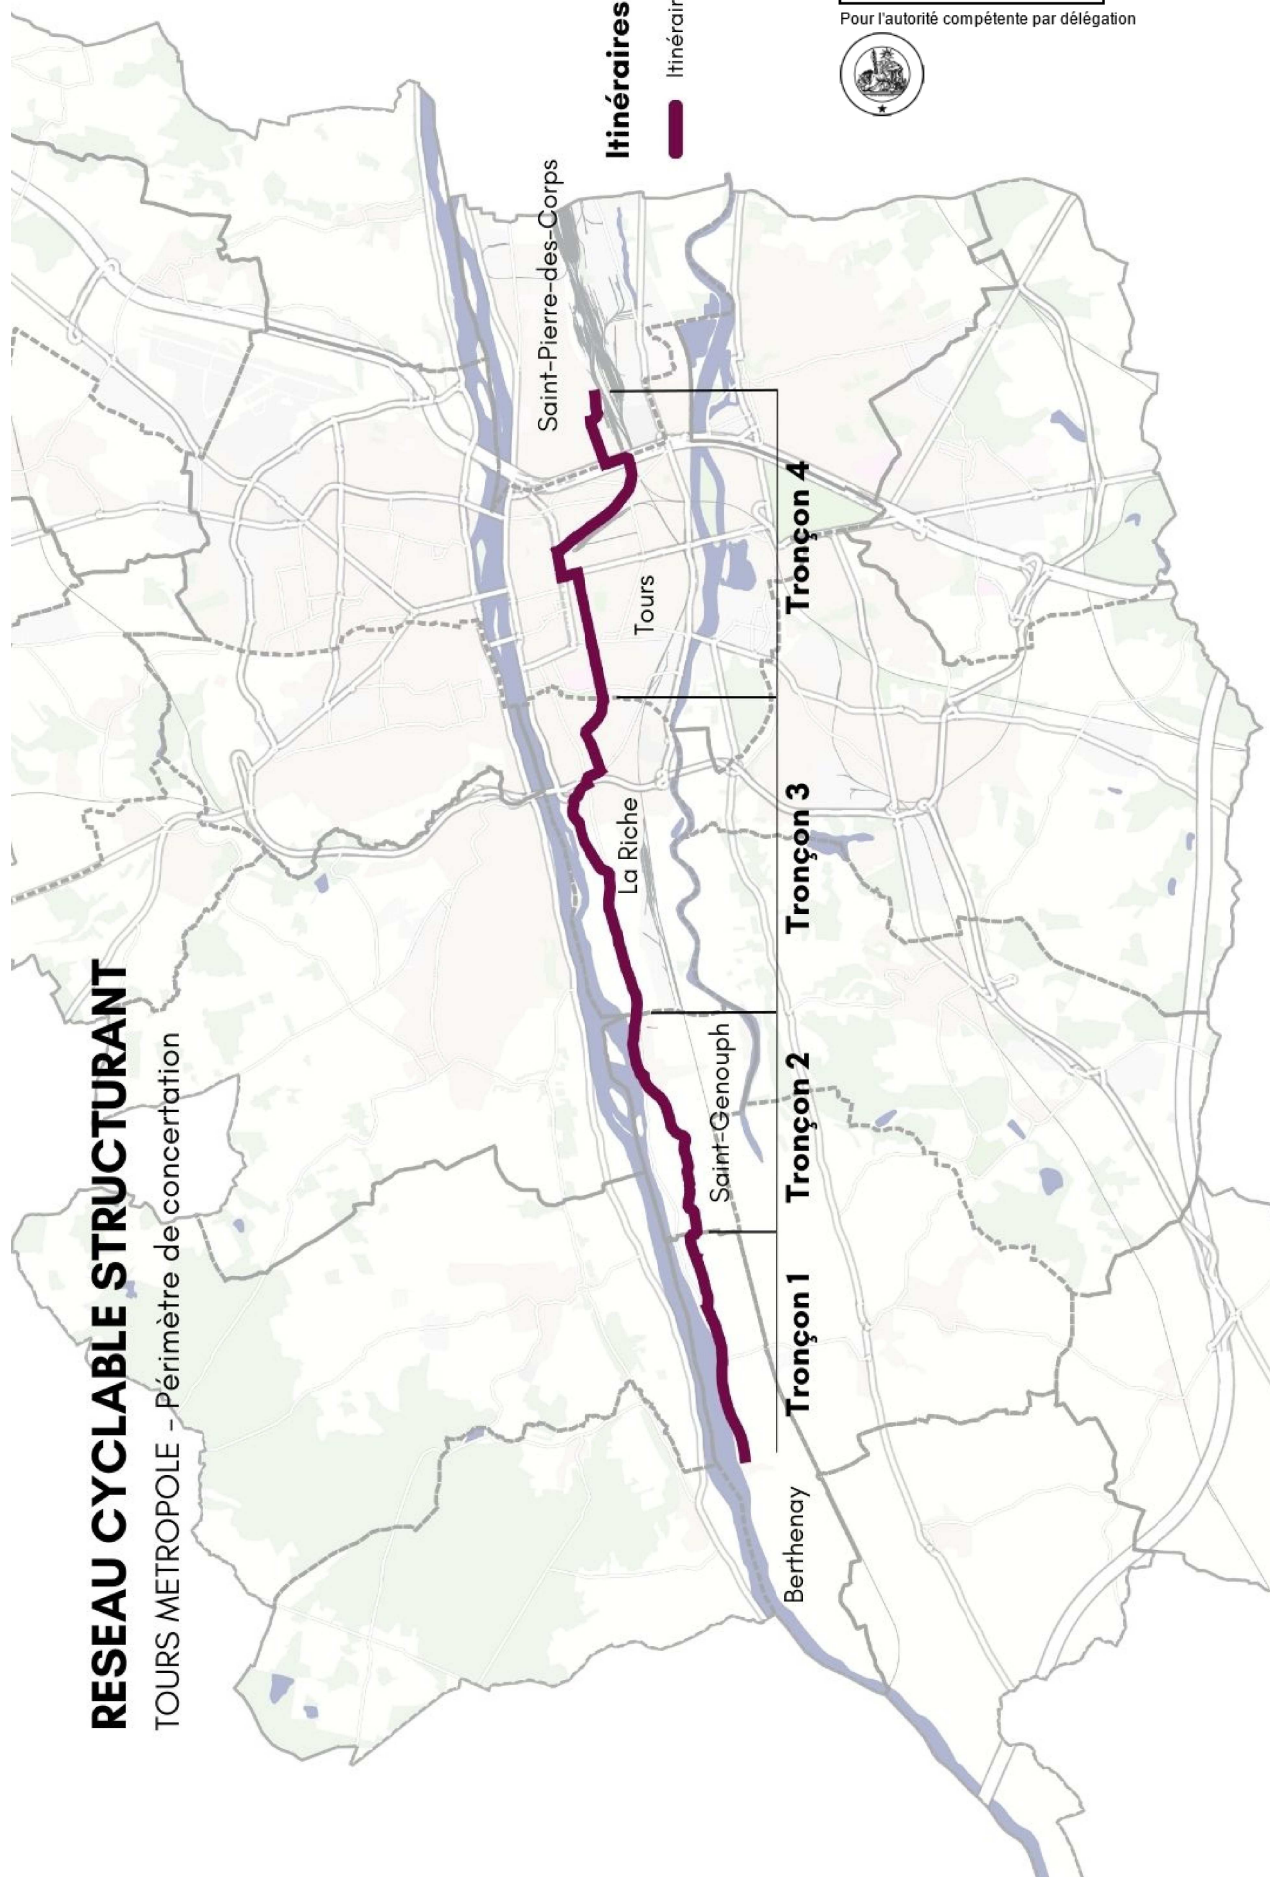 RESEAU CYCLABLE STRUCTURANT
TOURS METROPOLE - Périmètre de concertation
Itinéraires
Pour l'autorité compétente par délégation
Saint-Pierre-des-Corps
Tours
La Riche
Saint-Genouph
Berthenay
Tronçon 1
Tronçon 2
Tronçon 3
Tronçon 4